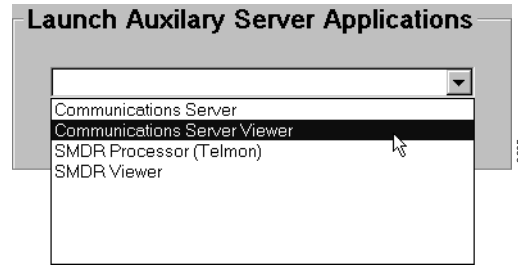 Launch Auxilary Server Applications
Communications Server
Communications Server Viewer
SMDR Processor (Telmon)
SMDR Viewer